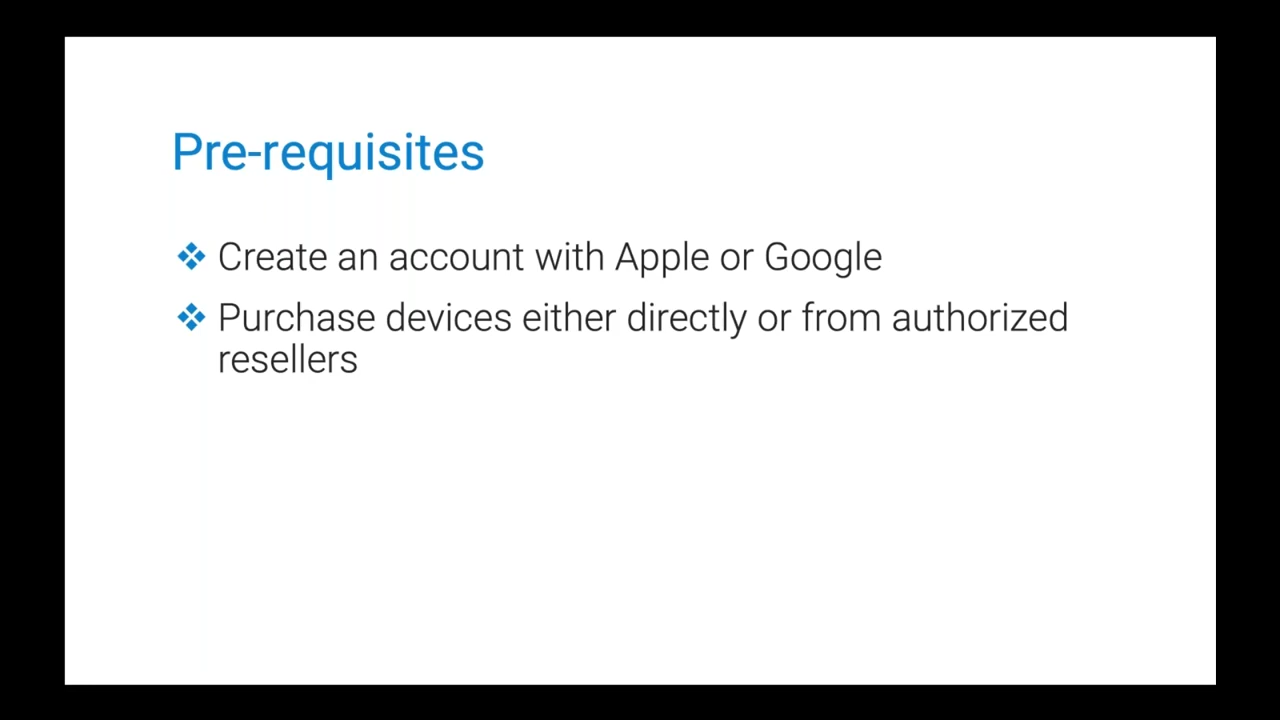 Pre-requisites
Create an account with Apple or Google
Purchase devices either directly or from authorized
resellers